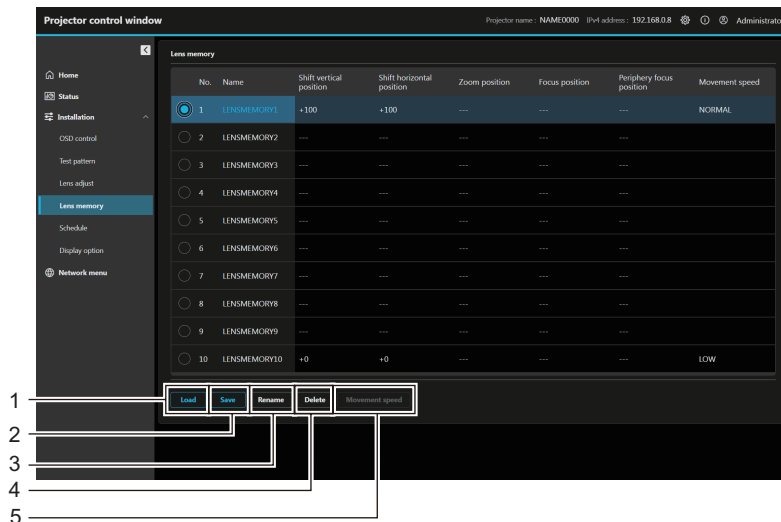 Projector control window
Projector name : NAME0000 IPv4 address : 192.168.0.8 Administrato
Home
Status
Installation
OSD control
Test pattern
Lens adjust
Lens memory
Schedule
Display option
Network menu
Lens memory
No. Name Shift vertical position Shift horizontal position Zoom position Focus position Periphery focus position Movement speed
1 LENSMEMORY1 +100 +100 --- --- --- NORMAL
2 LENSMEMORY2 --- --- --- --- --- 
3 LENSMEMORY3 --- --- --- --- ---
4 LENSMEMORY4 --- --- --- --- ---
5 LENSMEMORY5 --- --- --- --- ---
6 LENSMEMORY6 --- --- --- --- ---
7 LENSMEMORY7 --- --- --- --- ---
8 LENSMEMORY8 --- --- --- --- ---
9 LENSMEMORY9 --- --- --- --- ---
10 LENSMEMORY10 +0 +0 --- --- --- LOW
Load Save Rename Delete Movement speed
1
2
3
4
5